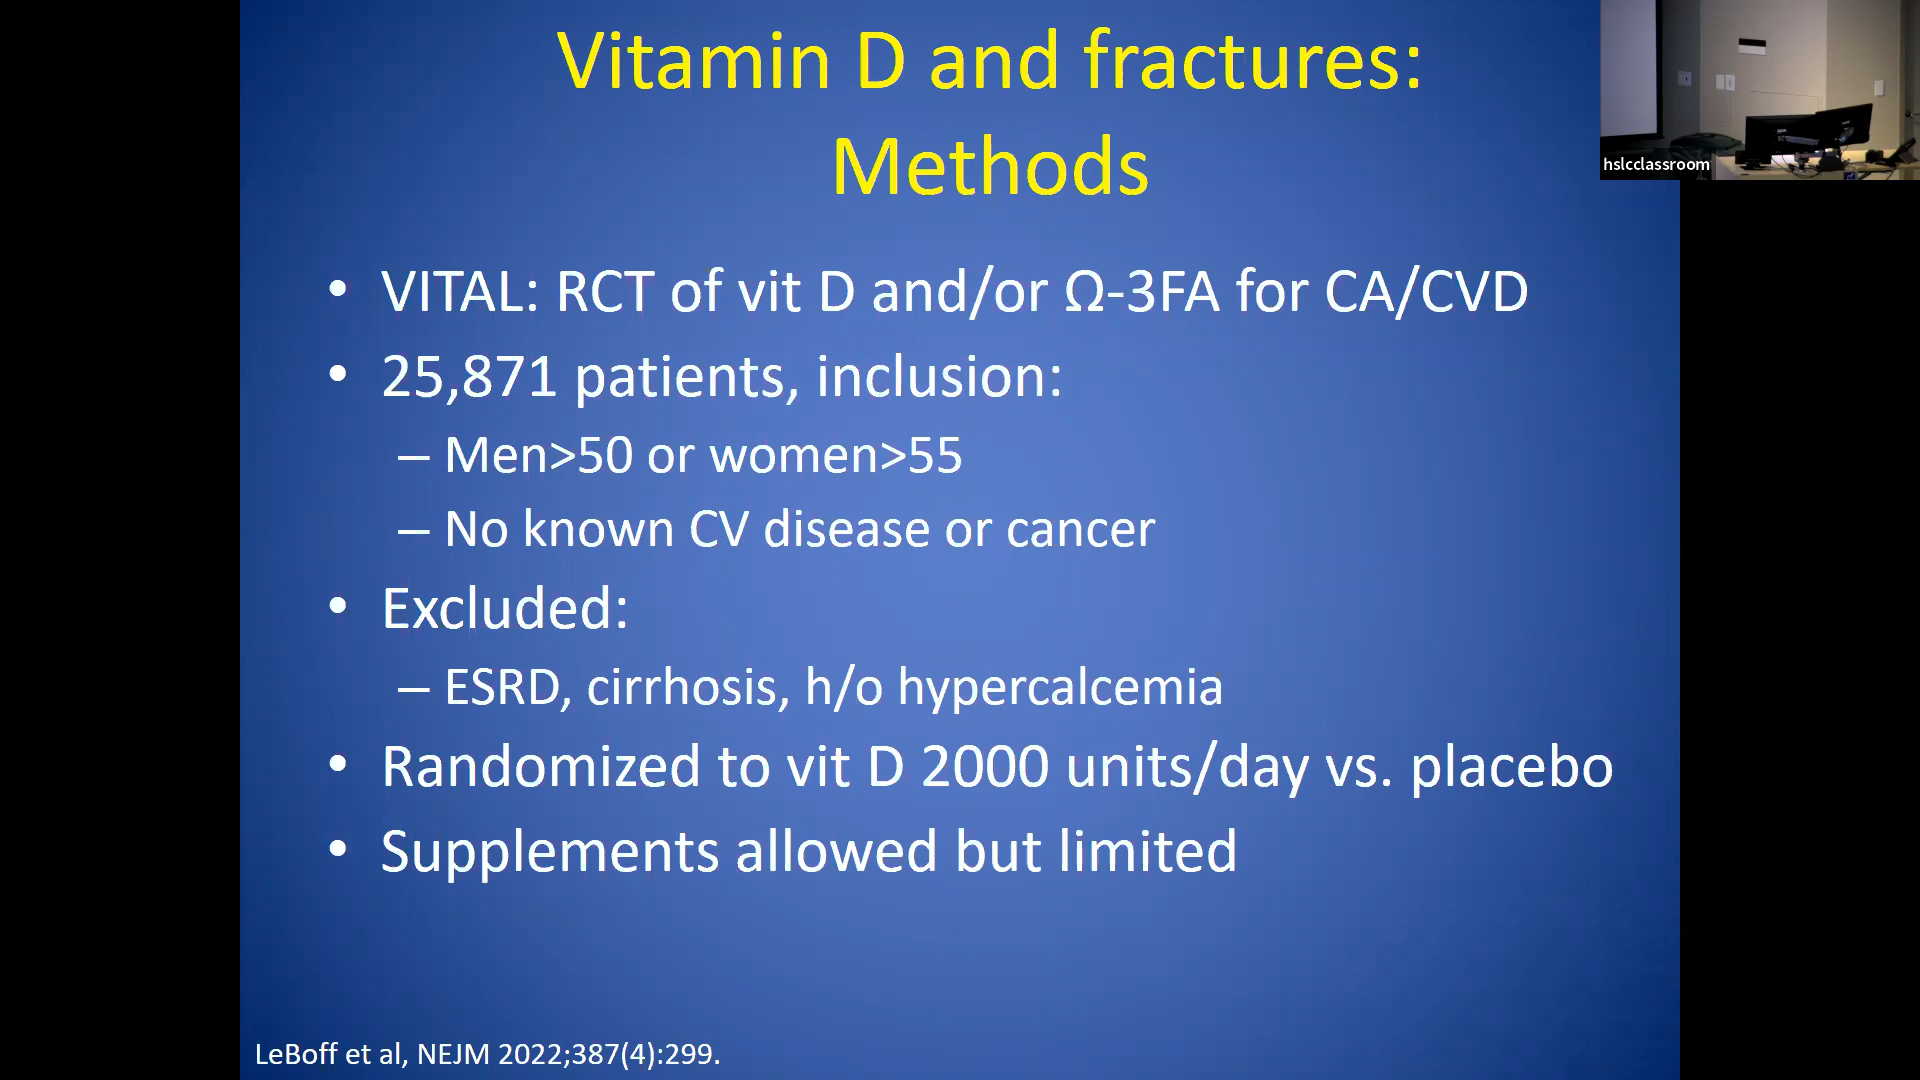 Vitamin D and fractures:
Methods
• VITAL: RCT of vit D and/or Ω-3FA for CA/CVD
• 25,871 patients, inclusion:
– Men>50 or women>55
– No known CV disease or cancer
• Excluded:
– ESRD, cirrhosis, h/o hypercalcemia
• Randomized to vit D 2000 units/day vs. placebo
• Supplements allowed but limited
LeBoff et al, NEJM 2022;387(4):299.
hslcclassroom